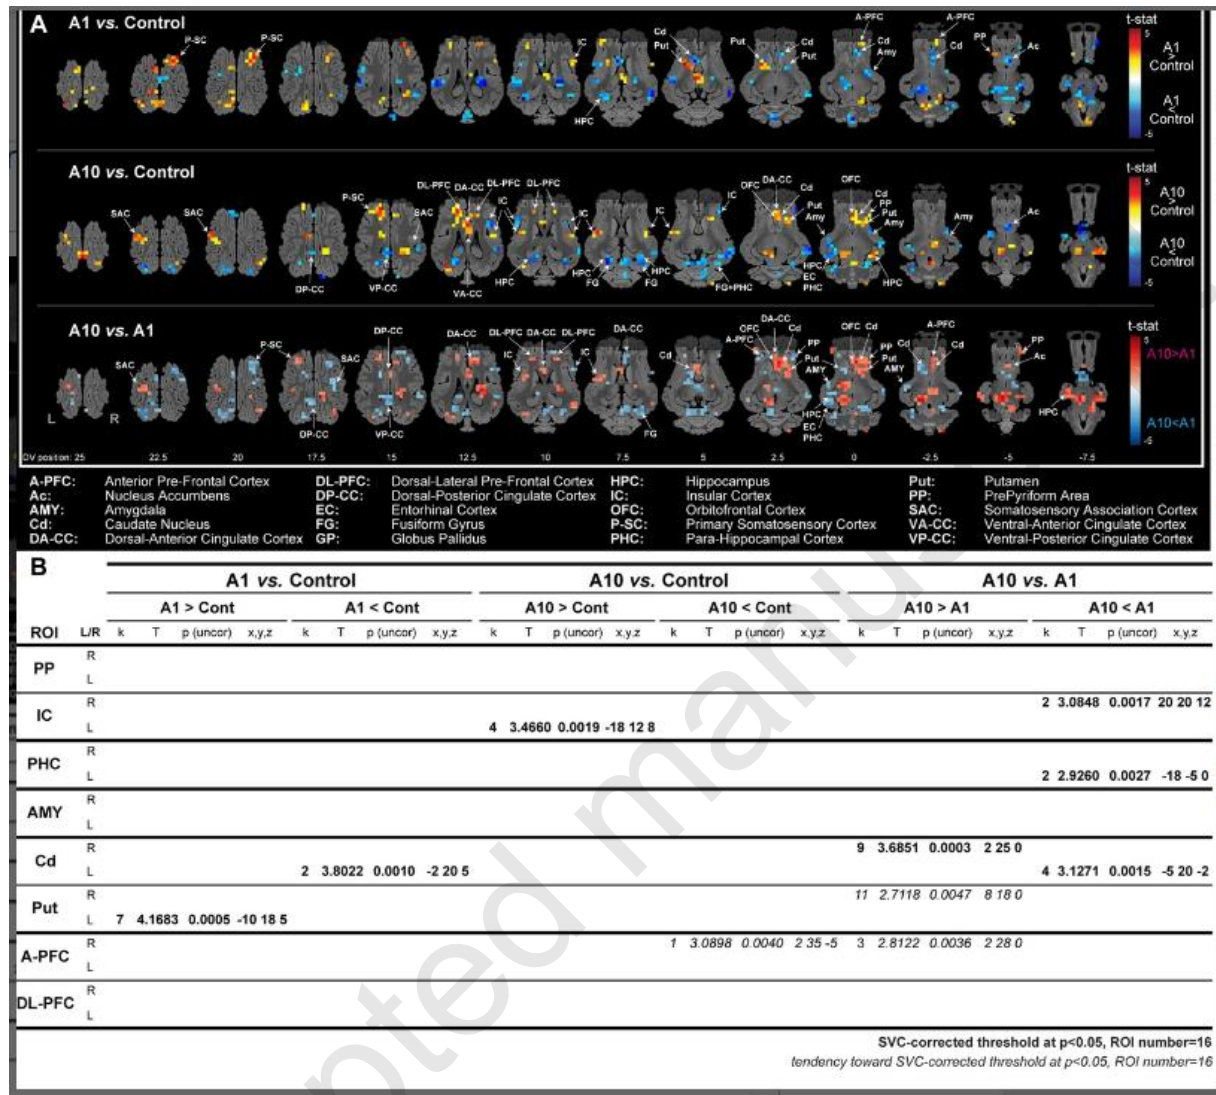 A
A1 vs. Control
P-SC P-SC IC HPC Cd Put Put Cd Put A-PFC Cd Amy A-PFC Cd PP Ac
t-stat
5
A1
>
Control
A1
<
Control
-5
A10 vs. Control
SAC SAC DP-CC P-SC VP-CC SAC DL-PFC DA-CC DL-PFC IC VA-CC DL-PFC IC HPC IC HPC HPC FG FG IC FG+PHC OFC DA-CC Cd Put Amy HPC EC PHC OFC Cd PP Put Amy HPC Amy Ac
t-stat
5
A10
>
Control
A10
<
Control
-5
A10 vs. A1
SAC P-SC SAC DP-CC DP-CC VP-CC DA-CC DL-PFC DA-CC DL-PFC IC IC DA-CC FG Cd A-PFC OFC DA-CC Cd PP Put AMY HPC EC PHC OFC Cd PP Put AMY Cd A-PFC Cd PP Ac HPC
t-stat
5
A10>A1
A10<A1
-5
L R
DV position: 25 22.5 20 17.5 15 12.5 10 7.5 5 2.5 0 -2.5 -5 -7.5
A-PFC: Anterior Pre-Frontal Cortex DL-PFC: Dorsal-Lateral Pre-Frontal Cortex HPC: Hippocampus Put: Putamen
Ac: Nucleus Accumbens DP-CC: Dorsal-Posterior Cingulate Cortex IC: Insular Cortex PP: PrePyriform Area
AMY: Amygdala EC: Entorhinal Cortex OFC: Orbitofrontal Cortex SAC: Somatosensory Association Cortex
Cd: Caudate Nucleus FG: Fusiform Gyrus P-SC: Primary Somatosensory Cortex VA-CC: Ventral-Anterior Cingulate Cortex
DA-CC: Dorsal-Anterior Cingulate Cortex GP: Globus Pallidus PHC: Para-Hippocampal Cortex VP-CC: Ventral-Posterior Cingulate Cortex
B
A1 vs. Control A10 vs. Control A10 vs. A1
A1 > Cont A1 < Cont A10 > Cont A10 < Cont A10 > A1 A10 < A1
ROI L/R k T p (uncor) x,y,z k T p (uncor) x,y,z k T p (uncor) x,y,z k T p (uncor) x,y,z k T p (uncor) x,y,z k T p (uncor) x,y,z
PP R
L
IC R 2 3.0848 0.0017 20 20 12
L 4 3.4660 0.0019 -18 12 8
PHC R
L 2 2.9260 0.0027 -18 -5 0
AMY R
L
Cd R 9 3.6851 0.0003 2 25 0
L 2 3.8022 0.0010 -2 20 5 4 3.1271 0.0015 -5 20 -2
Put R 11 2.7118 0.0047 8 18 0
L 7 4.1683 0.0005 -10 18 5
A-PFC R 1 3.0898 0.0040 2 35 -5 3 2.8122 0.0036 2 28 0
L
DL-PFC R
L
SVC-corrected threshold at p<0.05, ROI number=16
tendency toward SVC-corrected threshold at p<0.05, ROI number=16
pted manus